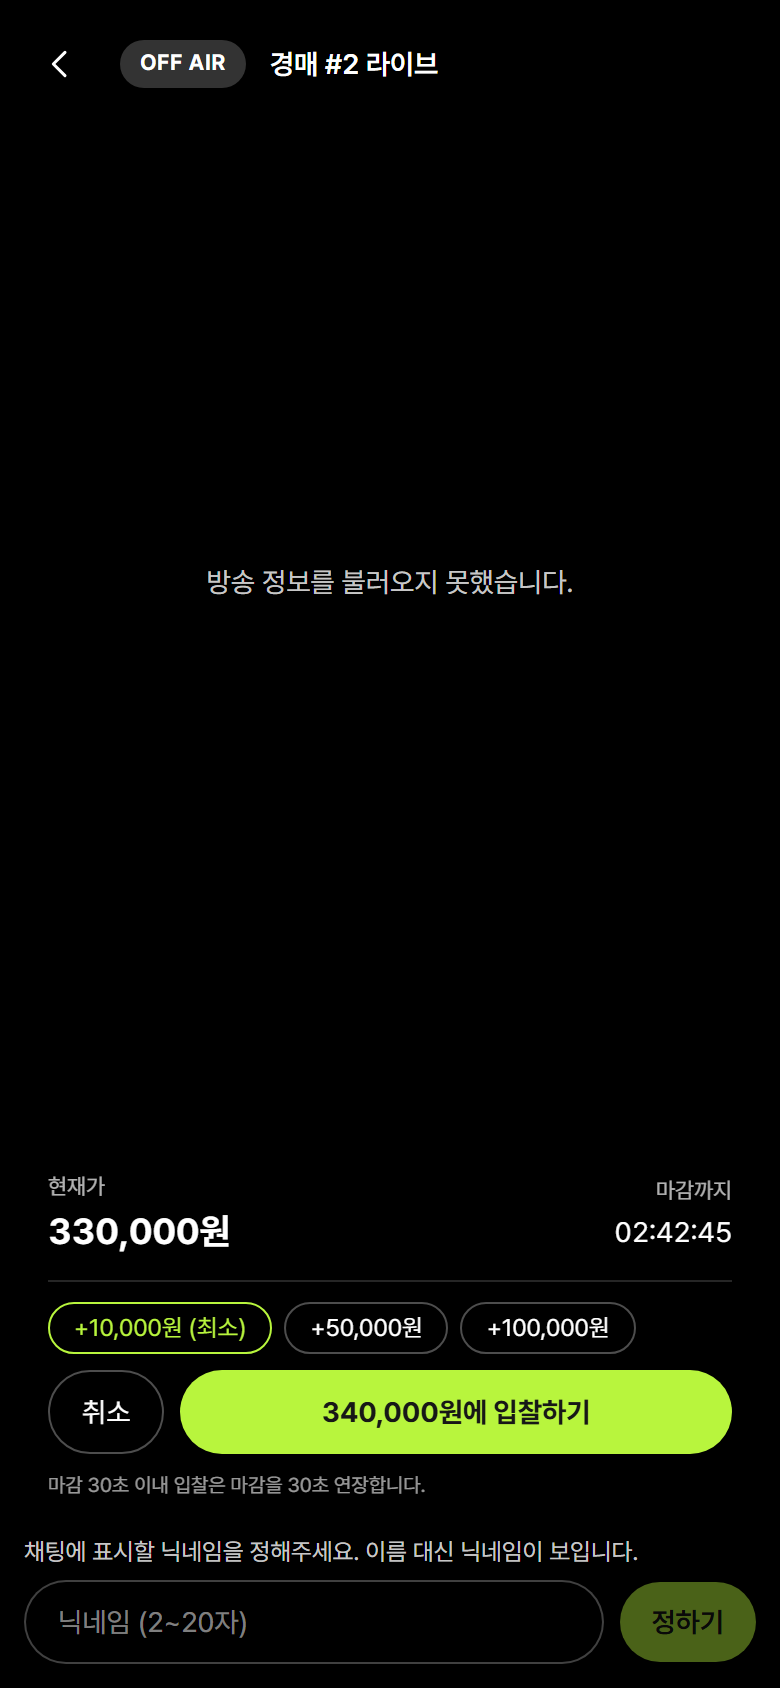 OFF AIR 경매 #2 라이브
방송 정보를 불러오지 못했습니다.
현재가 마감까지
330,000원 02:42:45
+10,000원 (최소) +50,000원 +100,000원
취소 340,000원에 입찰하기
마감 30초 이내 입찰은 마감을 30초 연장합니다.
채팅에 표시할 닉네임을 정해주세요. 이름 대신 닉네임이 보입니다.
닉네임 (2~20자) 정하기